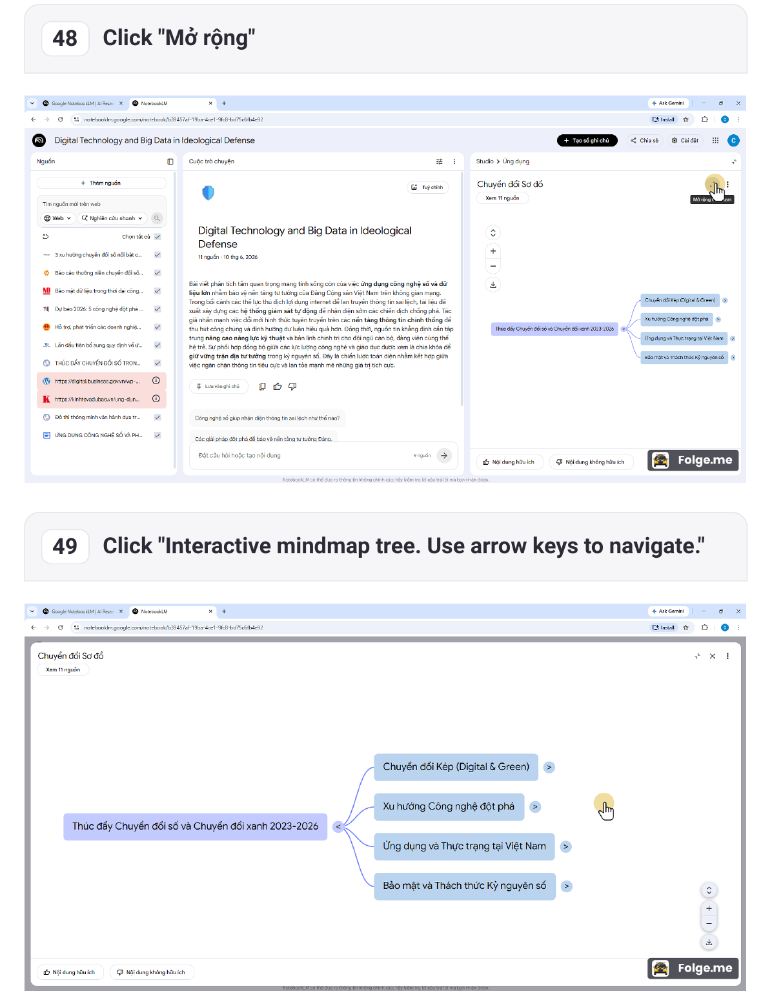 48 Click "Mở rộng"
Google NotebookLM | AI Resea
NotebookLM
Ask Gemini
notebooklm.google.com/notebook/b39457af-19ba-4ce1-9fc8-bd75c6fb4e92
Install
Digital Technology and Big Data in Ideological Defense
Tạo sổ ghi chú
Chia sẻ
Cài đặt
C
Nguồn
Thêm nguồn
Tìm nguồn mới trên web
Web
Nghiên cứu nhanh
Chọn tất cả
3 xu hướng chuyển đổi số nổi bật c...
Báo cáo thường niên chuyển đổi số...
Bảo mật dữ liệu trong thời đại công...
Dự báo 2026: 5 công nghệ đột phá ...
Hỗ trợ, phát triển các doanh nghiệ...
Lần đầu tiên bổ sung quy định về ứ...
THÚC ĐẨY CHUYỂN ĐỔI SỐ TRON...
https://digital.business.gov.vn/wp-...
https://kinhtevadubao.vn/ung-dun...
Đô thị thông minh vận hành dựa tr...
ỨNG DỤNG CÔNG NGHỆ SỐ VÀ PH...
Cuộc trò chuyện
Tuỳ chỉnh
Digital Technology and Big Data in Ideological
Defense
11 nguồn · 10 thg 6, 2026
Bài viết phân tích tầm quan trọng mang tính sống còn của việc ứng dụng công nghệ số và dữ
liệu lớn nhằm bảo vệ nền tảng tư tưởng của Đảng Cộng sản Việt Nam trên không gian mạng.
Trong bối cảnh các thế lực thù địch lợi dụng internet để lan truyền thông tin sai lệch, tài liệu đề
xuất xây dựng các hệ thống giám sát tự động để nhận diện sớm các chiến dịch chống phá. Tác
giả nhấn mạnh việc đổi mới hình thức tuyên truyền trên các nền tảng thông tin chính thống để
thu hút công chúng và định hướng dư luận hiệu quả hơn. Đồng thời, nguồn tin khẳng định cần tập
trung nâng cao năng lực kỹ thuật và bản lĩnh chính trị cho đội ngũ cán bộ, đảng viên cùng thế
hệ trẻ. Sự phối hợp đồng bộ giữa các lực lượng công nghệ và giáo dục được xem là chìa khóa để
giữ vững trận địa tư tưởng trong kỷ nguyên số. Đây là chiến lược toàn diện nhằm kết hợp giữa
việc ngăn chặn thông tin tiêu cực và lan tỏa mạnh mẽ những giá trị tích cực.
Lưu vào ghi chú
Công nghệ số giúp nhận diện thông tin sai lệch như thế nào?
Các giải pháp đột phá để bảo vệ nền tảng tư tưởng Đảng.
Đặt câu hỏi hoặc tạo nội dung
9 nguồn
Studio > Ứng dụng
Chuyển đổi Sơ đồ
Xem 11 nguồn
Mở rộng
Thúc đẩy Chuyển đổi số và Chuyển đổi xanh 2023-2026
Chuyển đổi Kép (Digital & Green)
Xu hướng Công nghệ đột phá
Ứng dụng và Thực trạng tại Việt Nam
Bảo mật và Thách thức Kỷ nguyên số
Nội dung hữu ích
Nội dung không hữu ích
Folge.me
NotebookLM có thể đưa ra thông tin không chính xác; hãy kiểm tra kỹ câu trả lời mà bạn nhận được.
49 Click "Interactive mindmap tree. Use arrow keys to navigate."
Google NotebookLM | AI Resea
NotebookLM
Ask Gemini
notebooklm.google.com/notebook/b39457af-19ba-4ce1-9fc8-bd75c6fb4e92
Install
Chuyển đổi Sơ đồ
Xem 11 nguồn
Thúc đẩy Chuyển đổi số và Chuyển đổi xanh 2023-2026
Chuyển đổi Kép (Digital & Green)
Xu hướng Công nghệ đột phá
Ứng dụng và Thực trạng tại Việt Nam
Bảo mật và Thách thức Kỷ nguyên số
Nội dung hữu ích
Nội dung không hữu ích
Folge.me
NotebookLM có thể đưa ra thông tin không chính xác; hãy kiểm tra kỹ câu trả lời mà bạn nhận được.